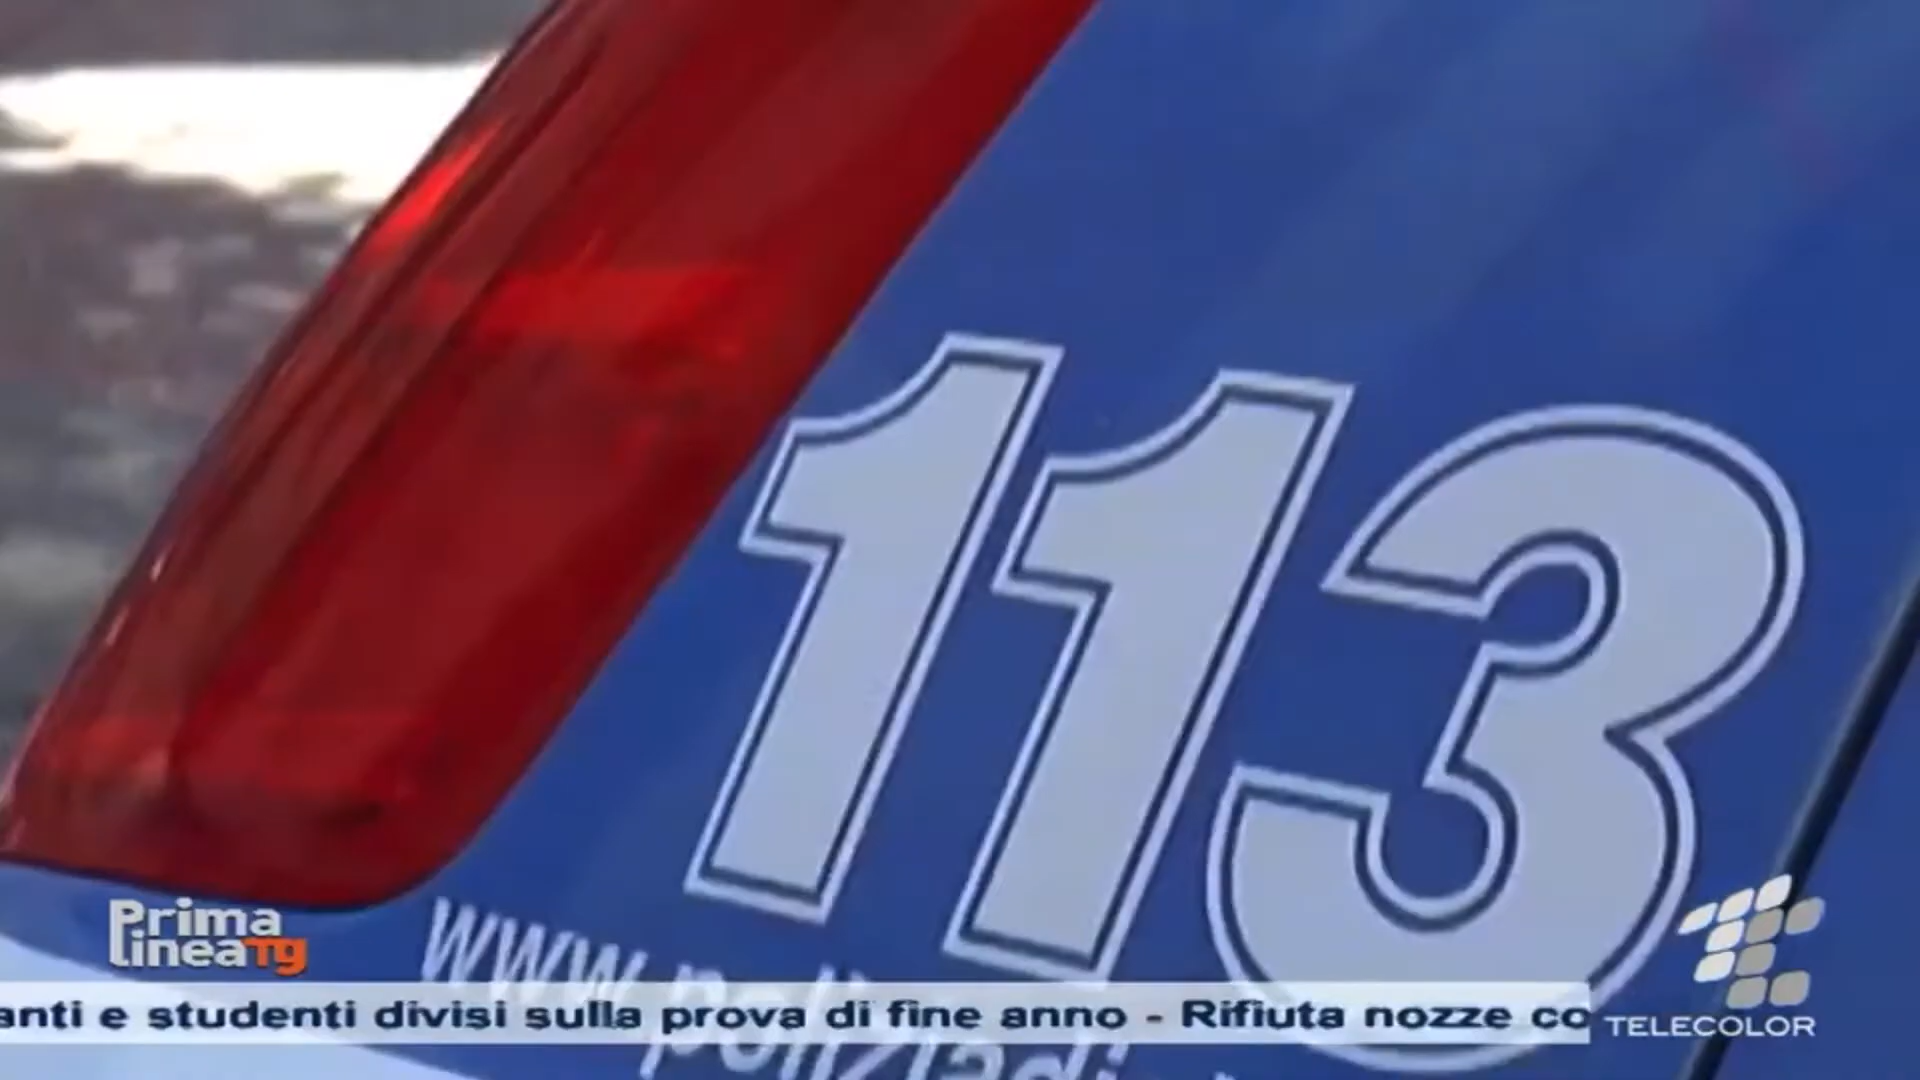 113
www.poliziadi
Prima
LineaTg
anti e studenti divisi sulla prova di fine anno - Rifiuta nozze co
TELECOLOR